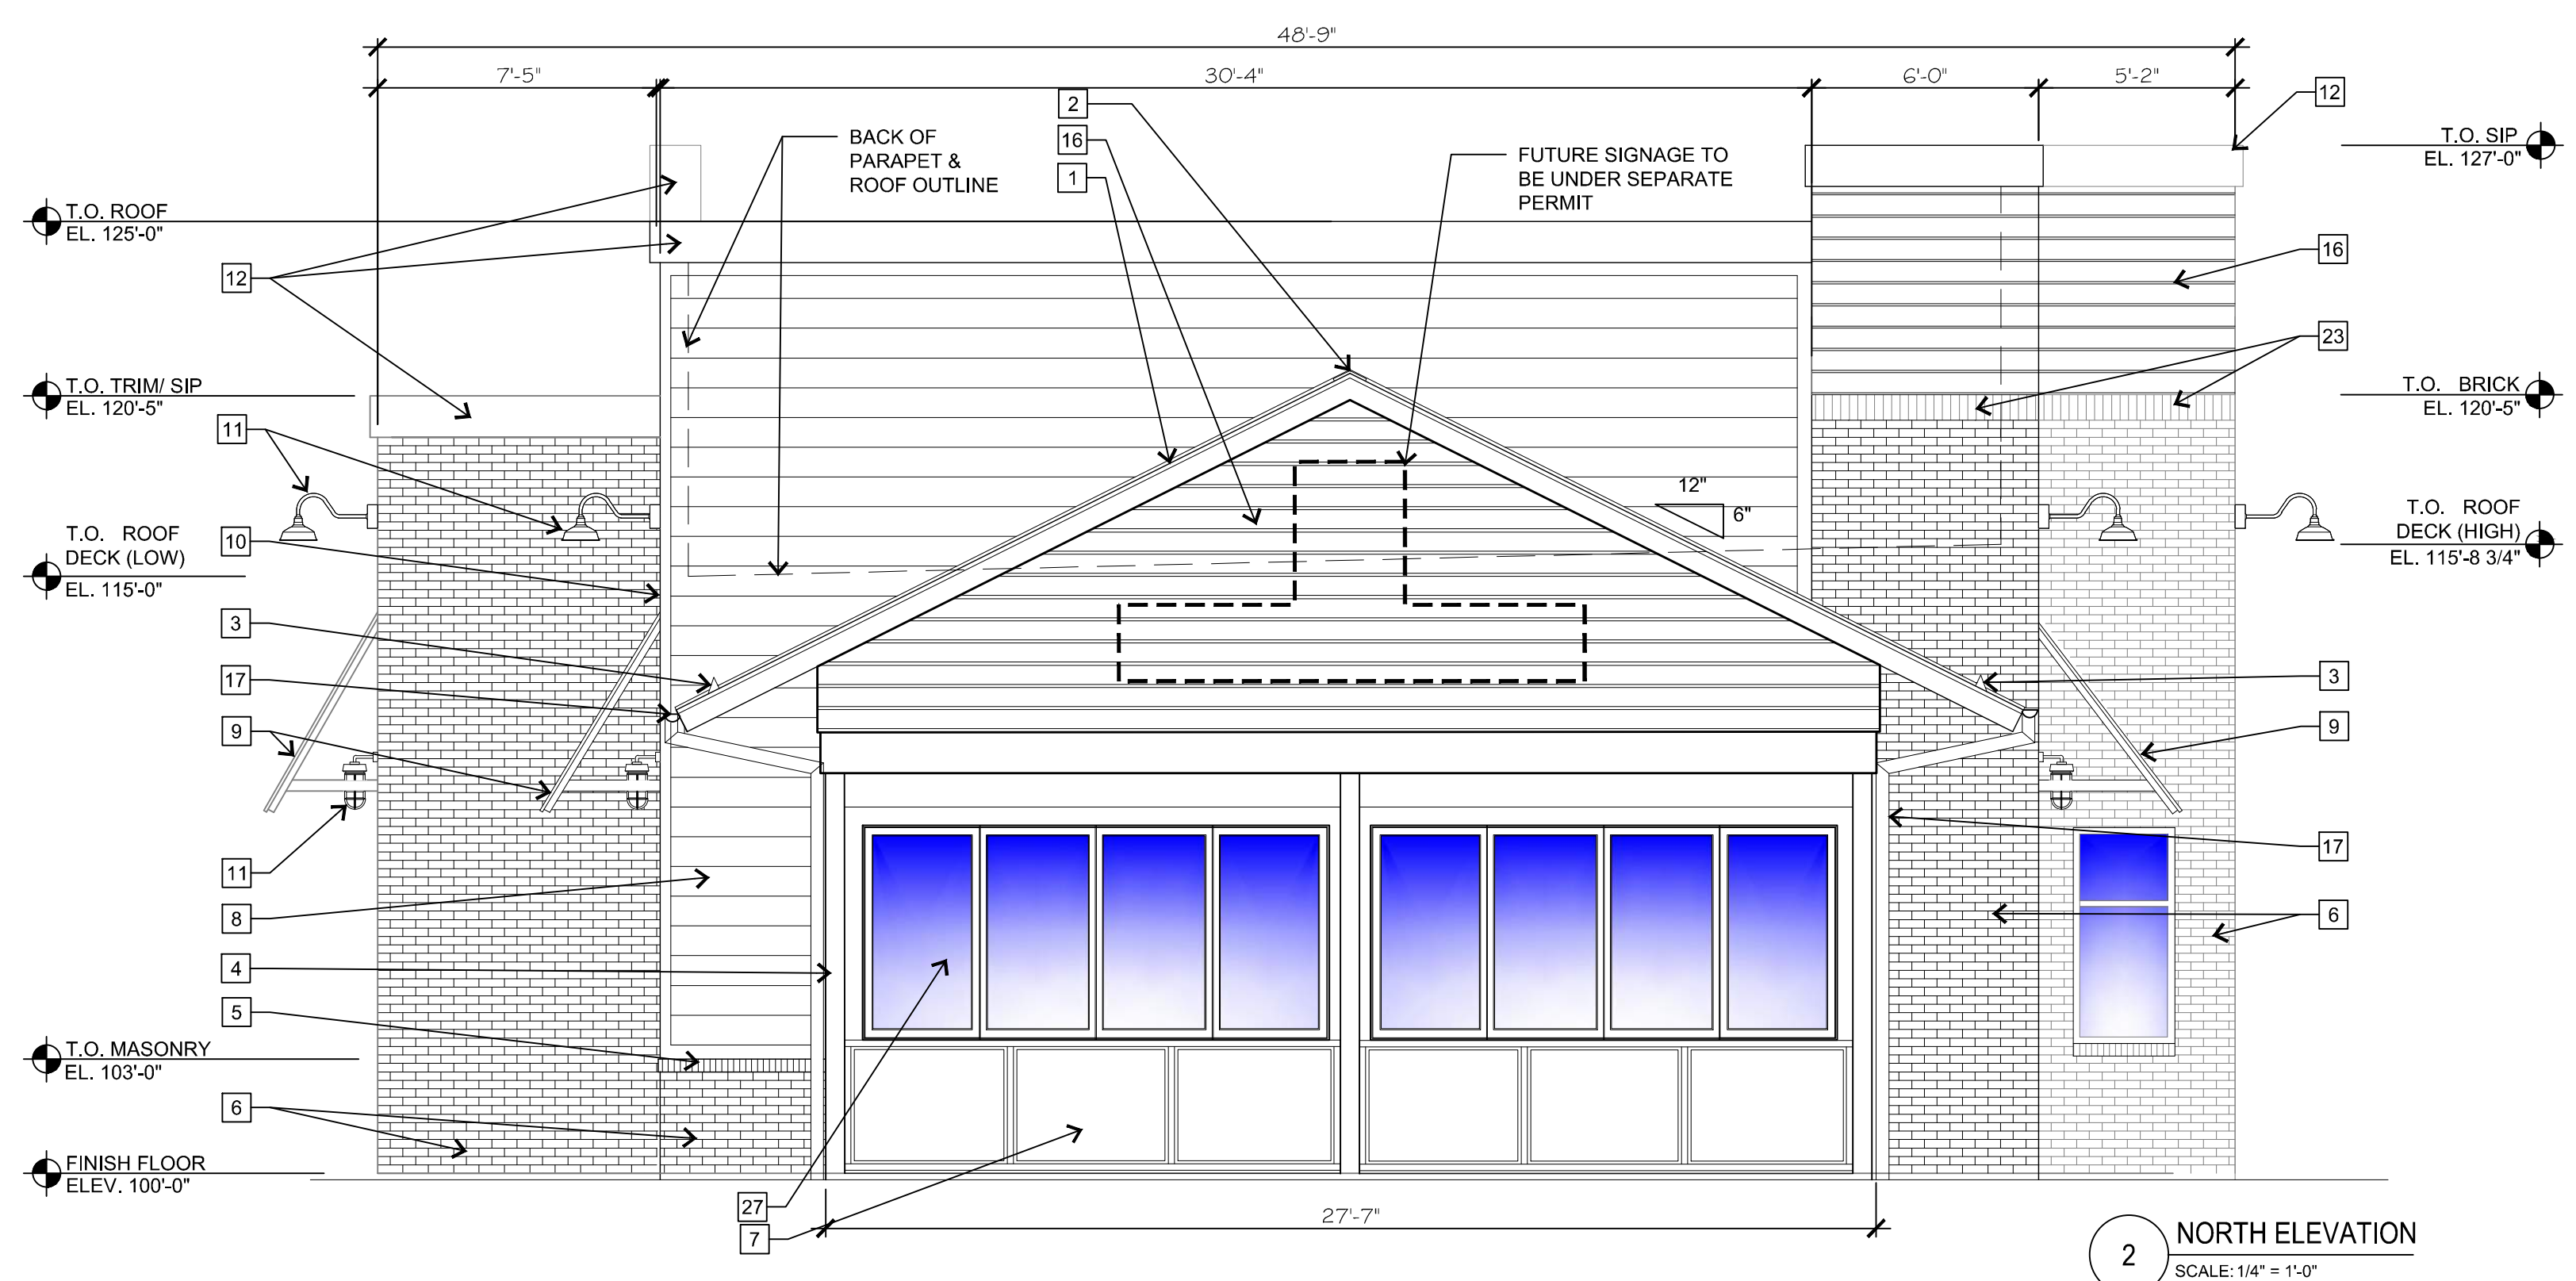 48'-9"
7'-5"
30'-4"
6'-0"
5'-2"
2
16
1
12
BACK OF
PARAPET &
ROOF OUTLINE
FUTURE SIGNAGE TO
BE UNDER SEPARATE
PERMIT
T.O. SIP
EL. 127'-0"
T.O. ROOF
EL. 125'-0"
12
16
23
T.O. TRIM/ SIP
EL. 120'-5"
T.O. BRICK
EL. 120'-5"
11
12"
6"
T.O. ROOF
DECK (LOW)
EL. 115'-0"
T.O. ROOF
DECK (HIGH)
EL. 115'-8 3/4"
10
3
17
9
3
9
11
17
8
6
4
5
T.O. MASONRY
EL. 103'-0"
6
FINISH FLOOR
ELEV. 100'-0"
27
7
27'-7"
2
NORTH ELEVATION
SCALE: 1/4" = 1'-0"